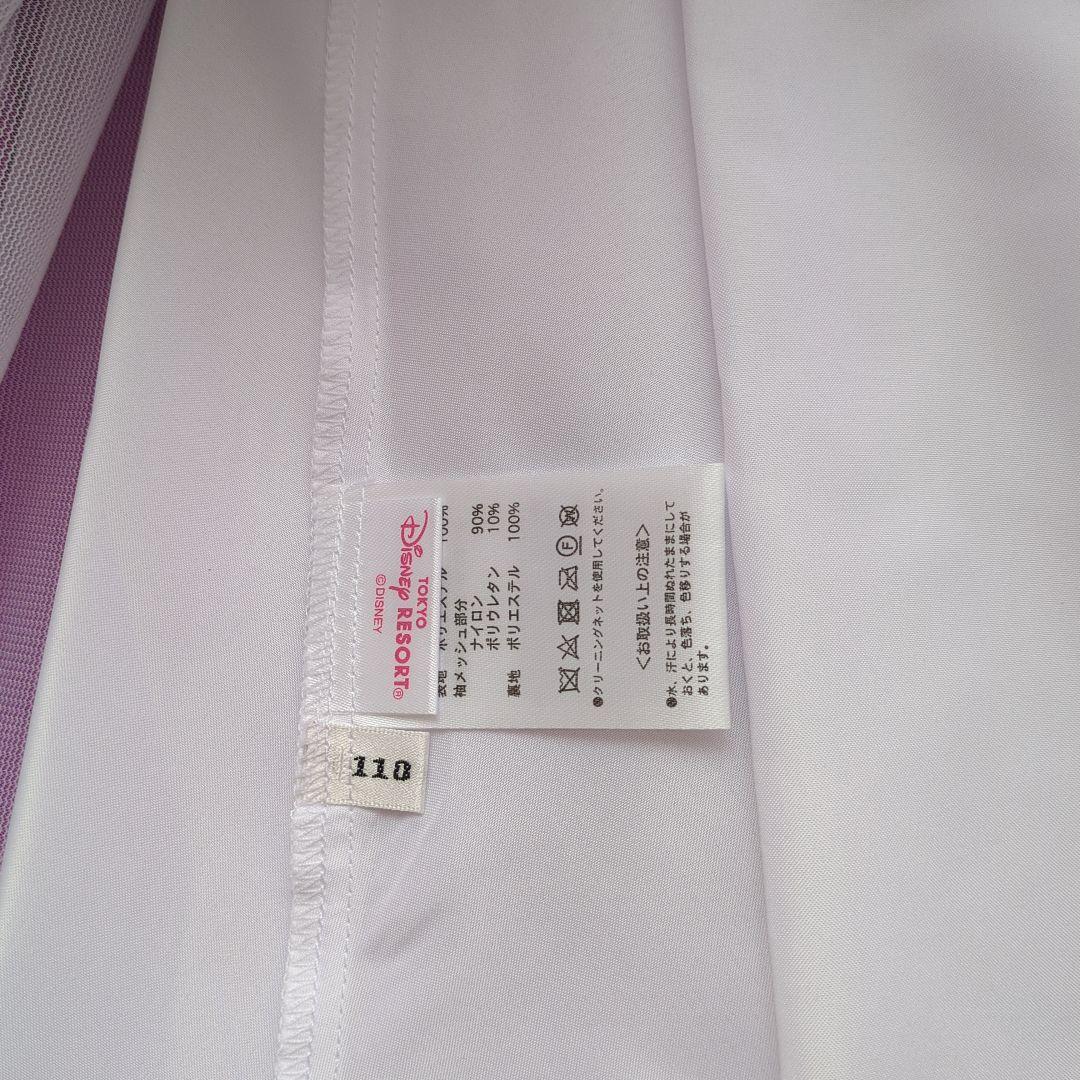 TOKYO
DISNEY RESORT®
©DISNEY
表地 ポリエステル 100%
袖メッシュ部分
ナイロン 90%
ポリウレタン 10%
裏地 ポリエステル 100%
F
W
クリーニングネットを使用してください。
<お取扱い上の注意>
水、汗により長時間ぬれたままにして
おくと、色落ち、色移りする場合が
あります。
110